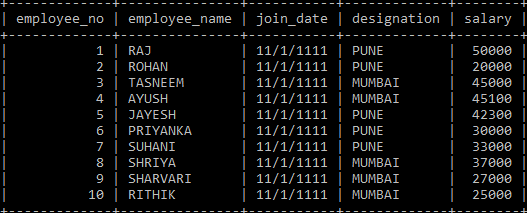 | employee_no | employee_name | join_date | designation | salary |
| 1 | RAJ | 11/1/1111 | PUNE | 50000 |
| 2 | ROHAN | 11/1/1111 | PUNE | 20000 |
| 3 | TASNEEM | 11/1/1111 | MUMBAI | 45000 |
| 4 | AYUSH | 11/1/1111 | MUMBAI | 45100 |
| 5 | JAYESH | 11/1/1111 | PUNE | 42300 |
| 6 | PRIYANKA | 11/1/1111 | PUNE | 30000 |
| 7 | SUHANI | 11/1/1111 | PUNE | 33000 |
| 8 | SHRIYA | 11/1/1111 | MUMBAI | 37000 |
| 9 | SHARVARI | 11/1/1111 | MUMBAI | 27000 |
| 10 | RITHIK | 11/1/1111 | MUMBAI | 25000 |